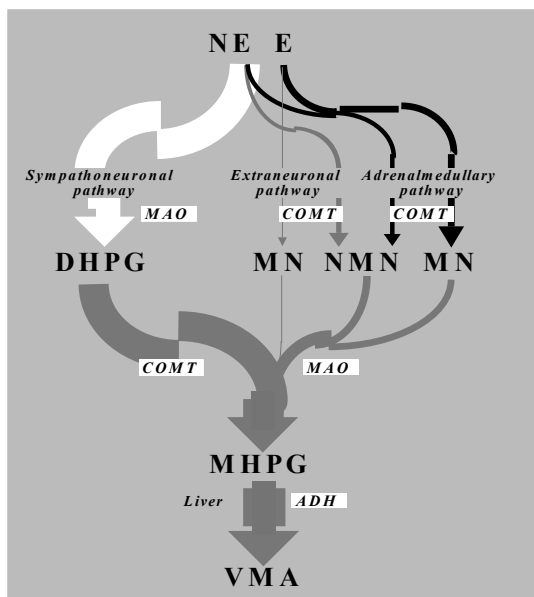 NE E
Sympathoneuronal Extraneuronal Adrenalmedullary
pathway pathway pathway
MAO COMT COMT
DHPG MN NMN MN
COMT MAO
MHPG
Liver ADH
VMA